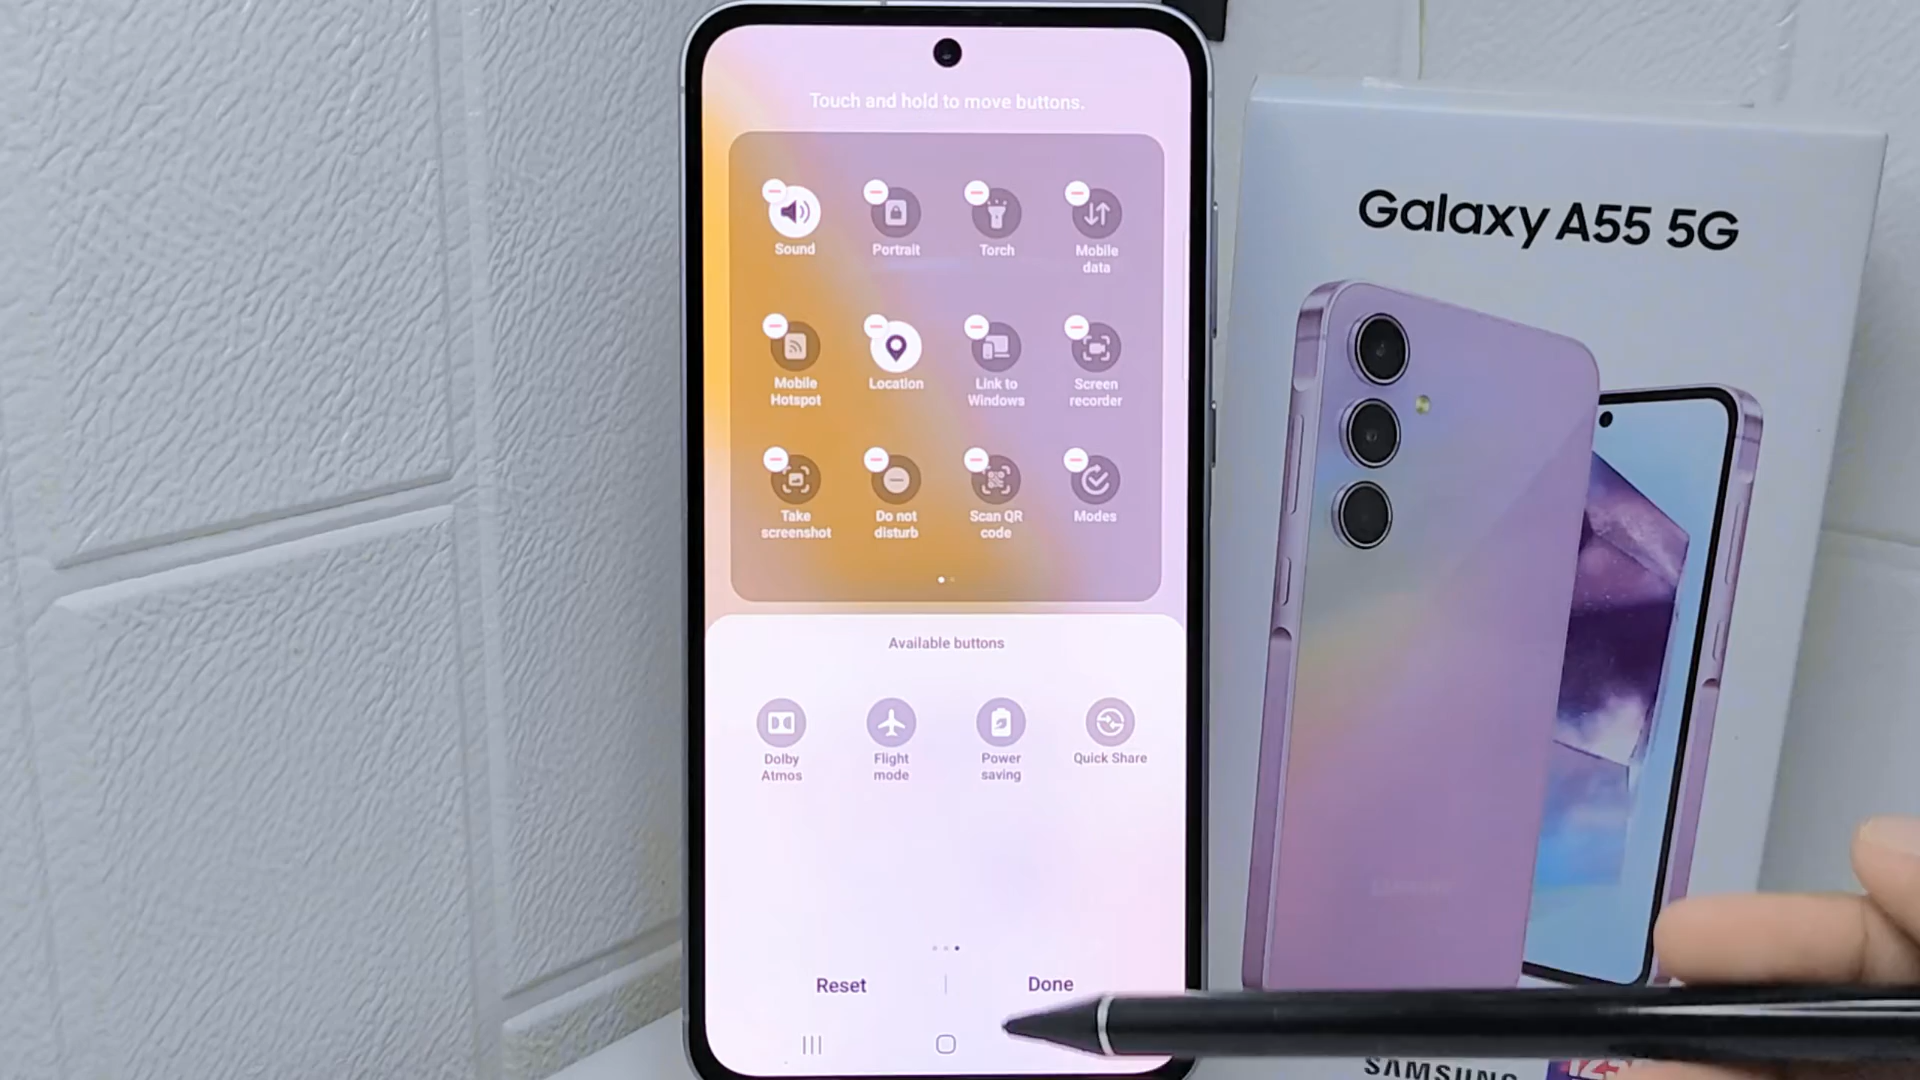 Touch and hold to move buttons.
Sound
Portrait
Torch
Mobile
data
Mobile
Hotspot
Location
Link to
Windows
Screen
recorder
Take
screenshot
Do not
disturb
Scan QR
code
Modes
Available buttons
Dolby
Atmos
Flight
mode
Power
saving
Quick Share
Reset
Done
Galaxy A55 5G
SAMSUNG